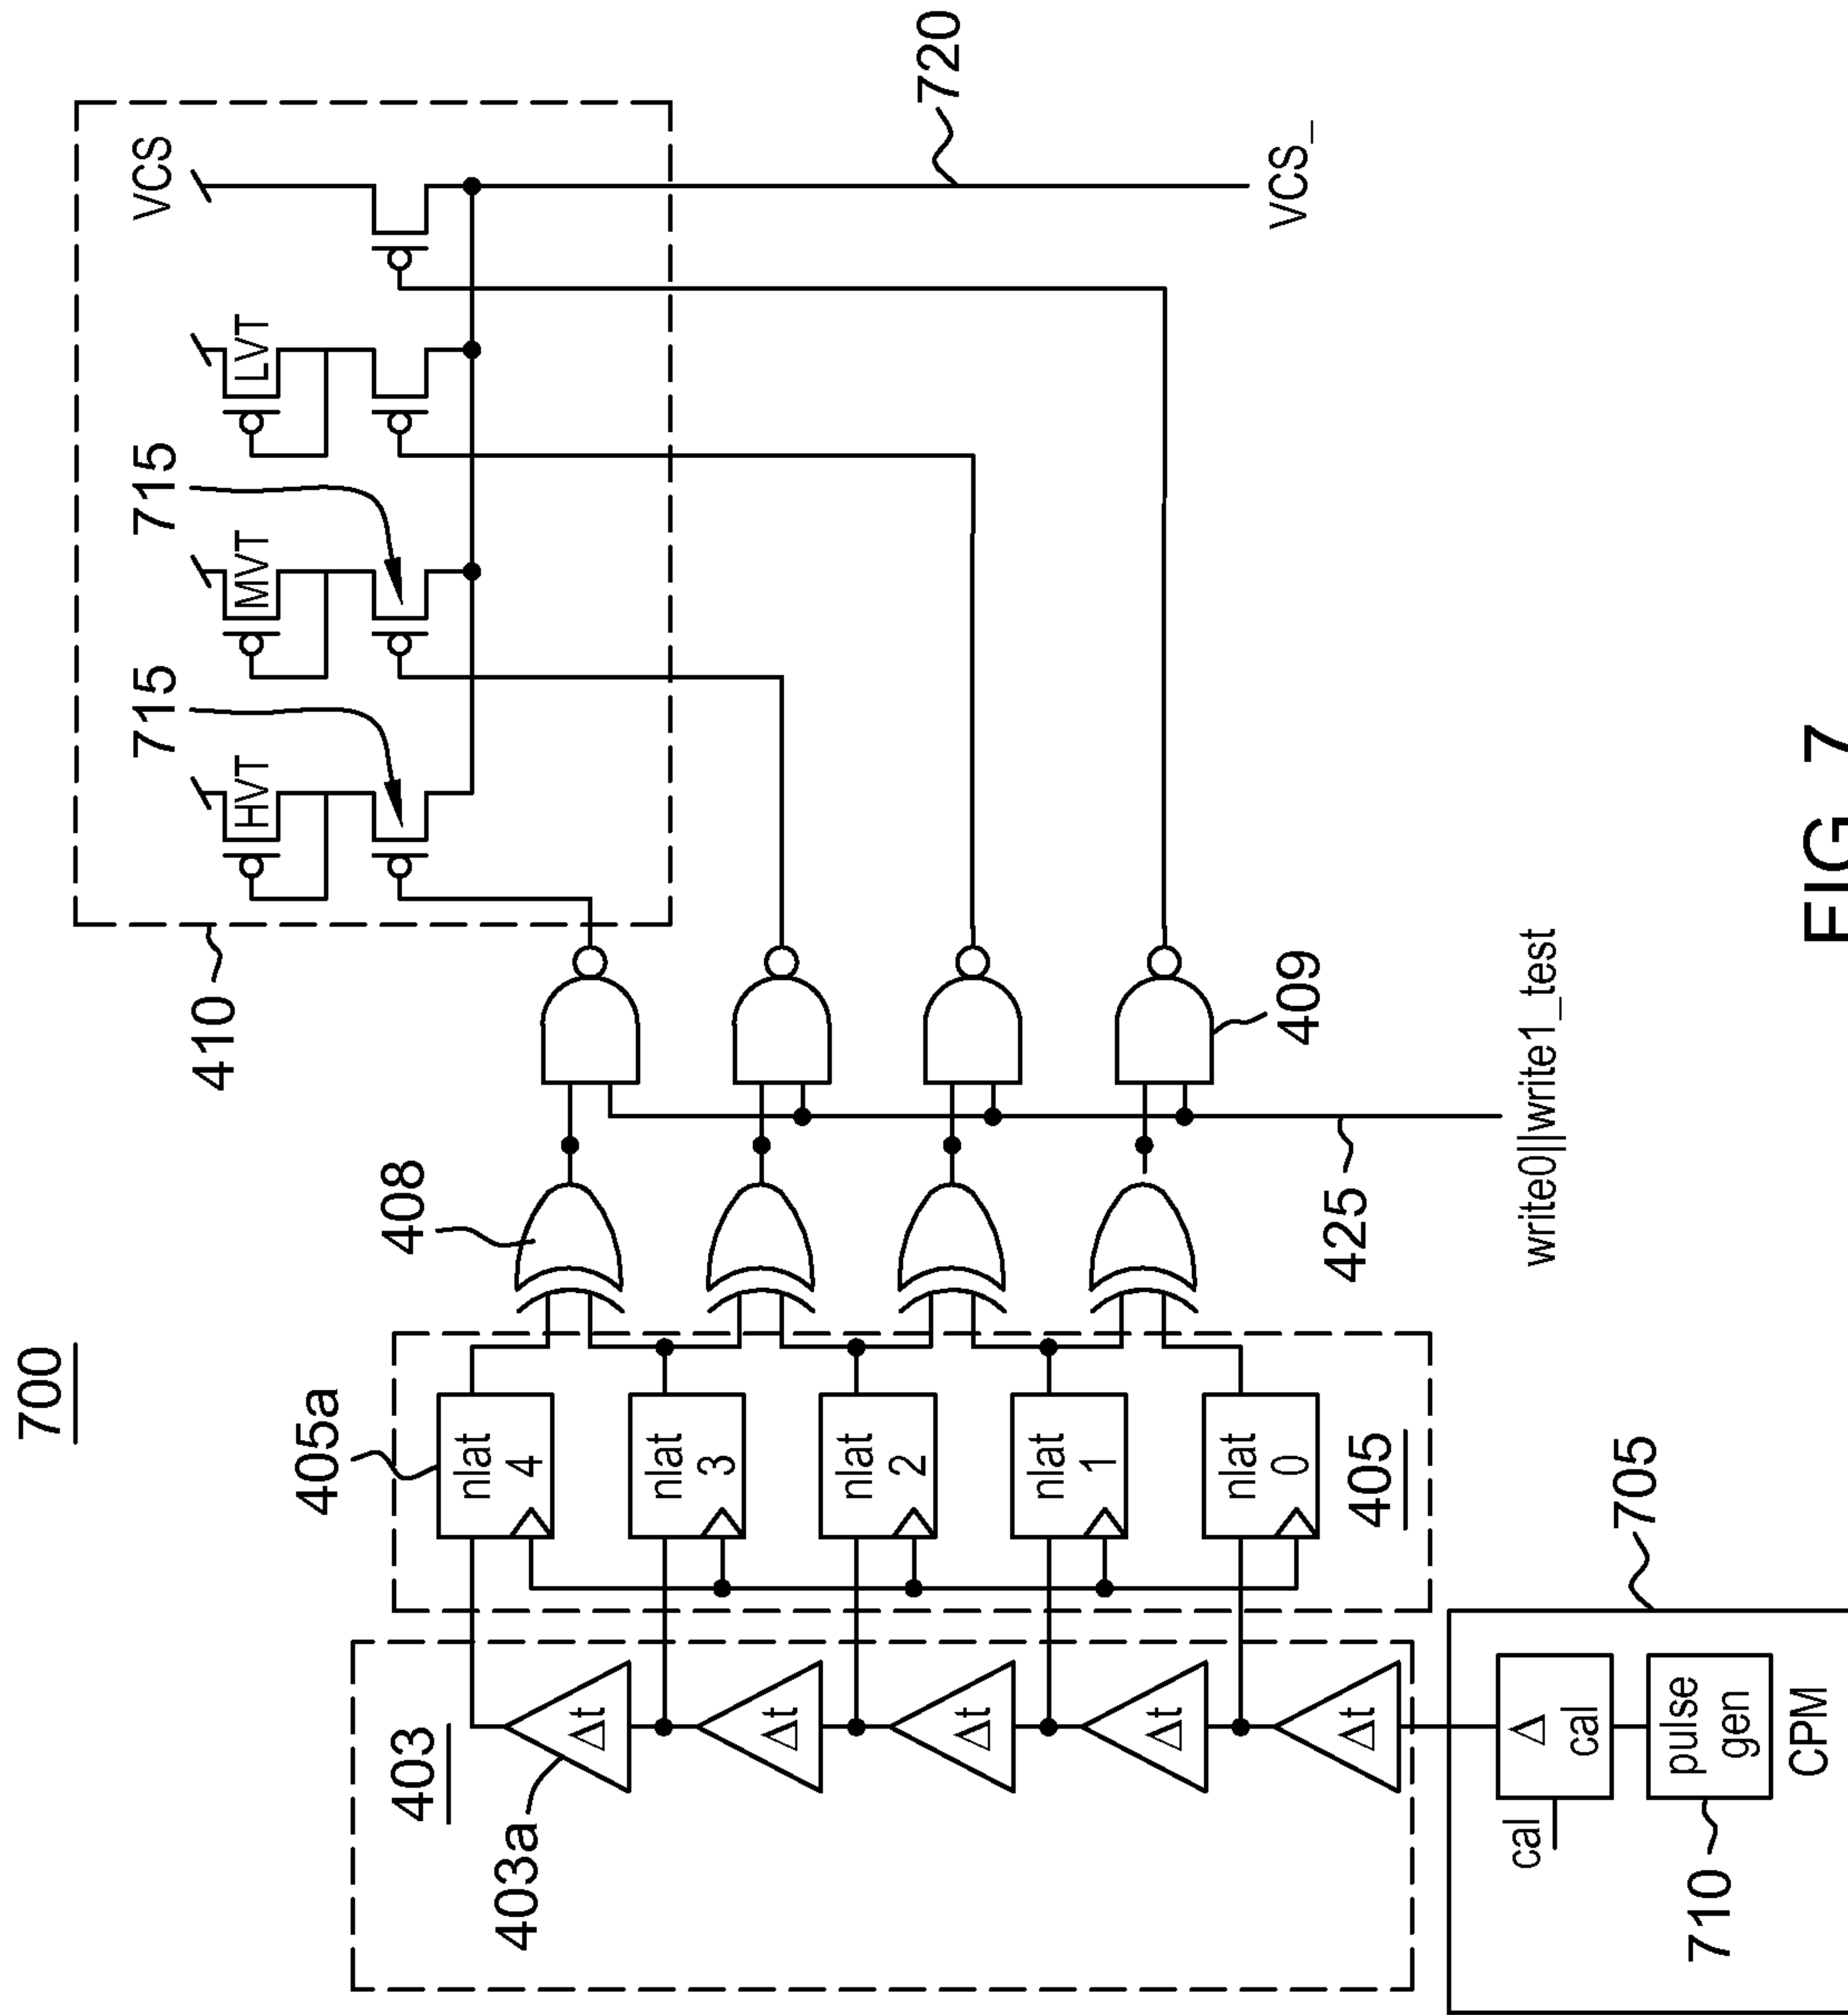 700
410
HVT
715
MVT
715
LVT
VCS
720
VCS_
408
409
425
write0||write1_test
405a
nlat
4
nlat
3
nlat
2
nlat
1
nlat
0
405
403
403a
Δt
Δt
Δt
Δt
Δt
705
cal
Δ
cal
pulse
gen
CPM
710
FIG. 7